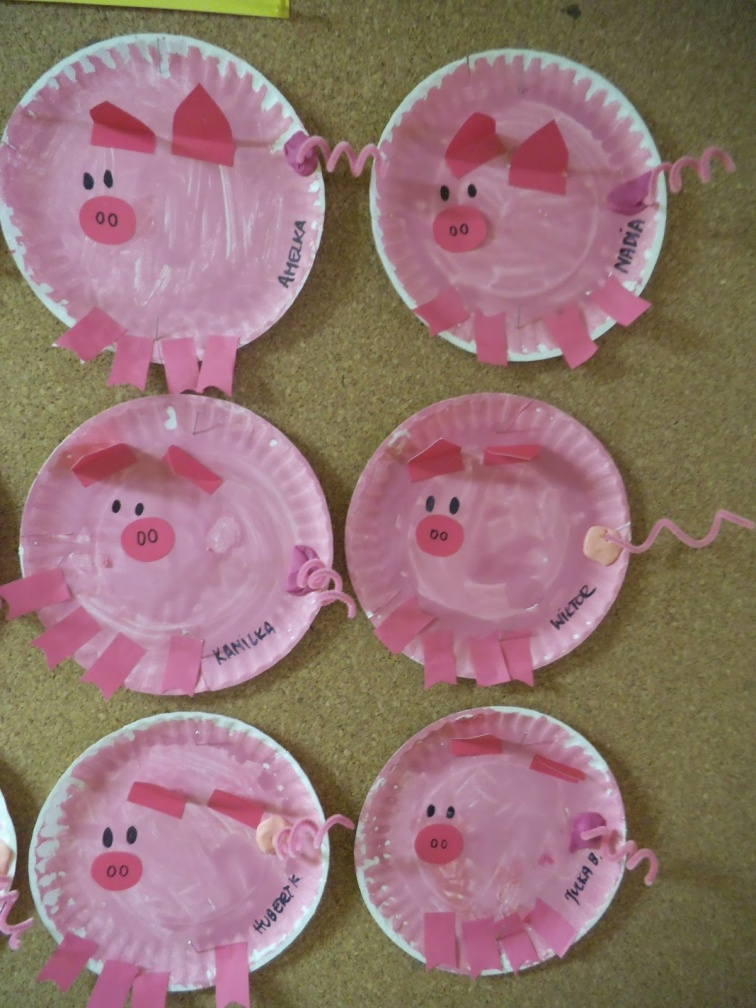 AMELKA
NADIA
KAMILKA
WIKTOR
HUBERT K.
JULKA B.